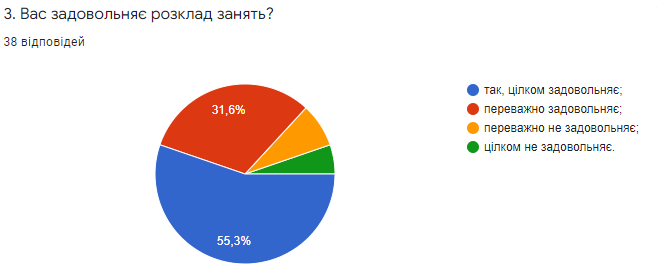 3. Вас задовольняє розклад занять?
38 відповідей
31,6%
55,3%
так, цілком задовольняє;
переважно задовольняє;
переважно не задовольняє;
цілком не задовольняє.